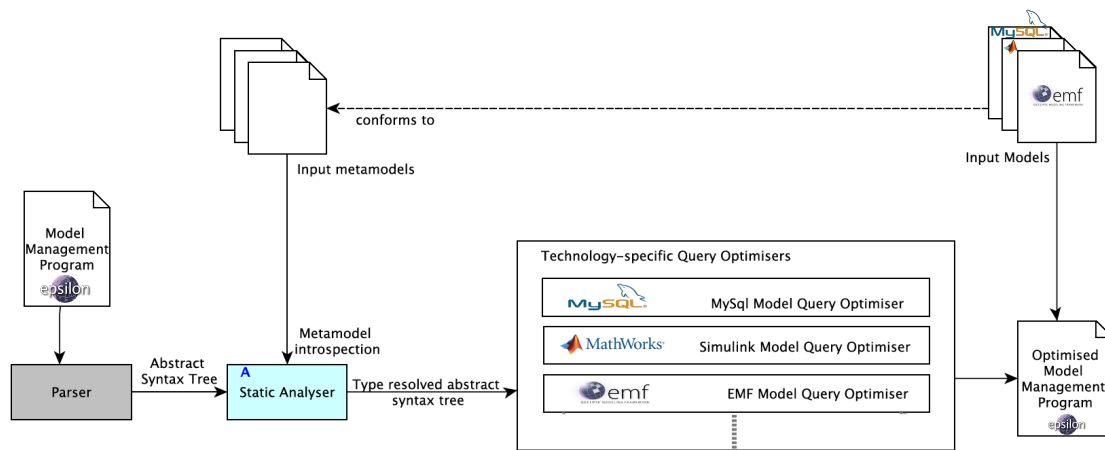 MySQL®
emf
conforms to
Input metamodels
Input Models
Model
Management
Program
epsilon
Technology-specific Query Optimisers
MySQL® MySql Model Query Optimiser
MathWorks® Simulink Model Query Optimiser
emf EMF Model Query Optimiser
Metamodel
introspection
Abstract
Syntax Tree
Parser
A
Static Analyser
Type resolved abstract
syntax tree
Optimised
Model
Management
Program
epsilon